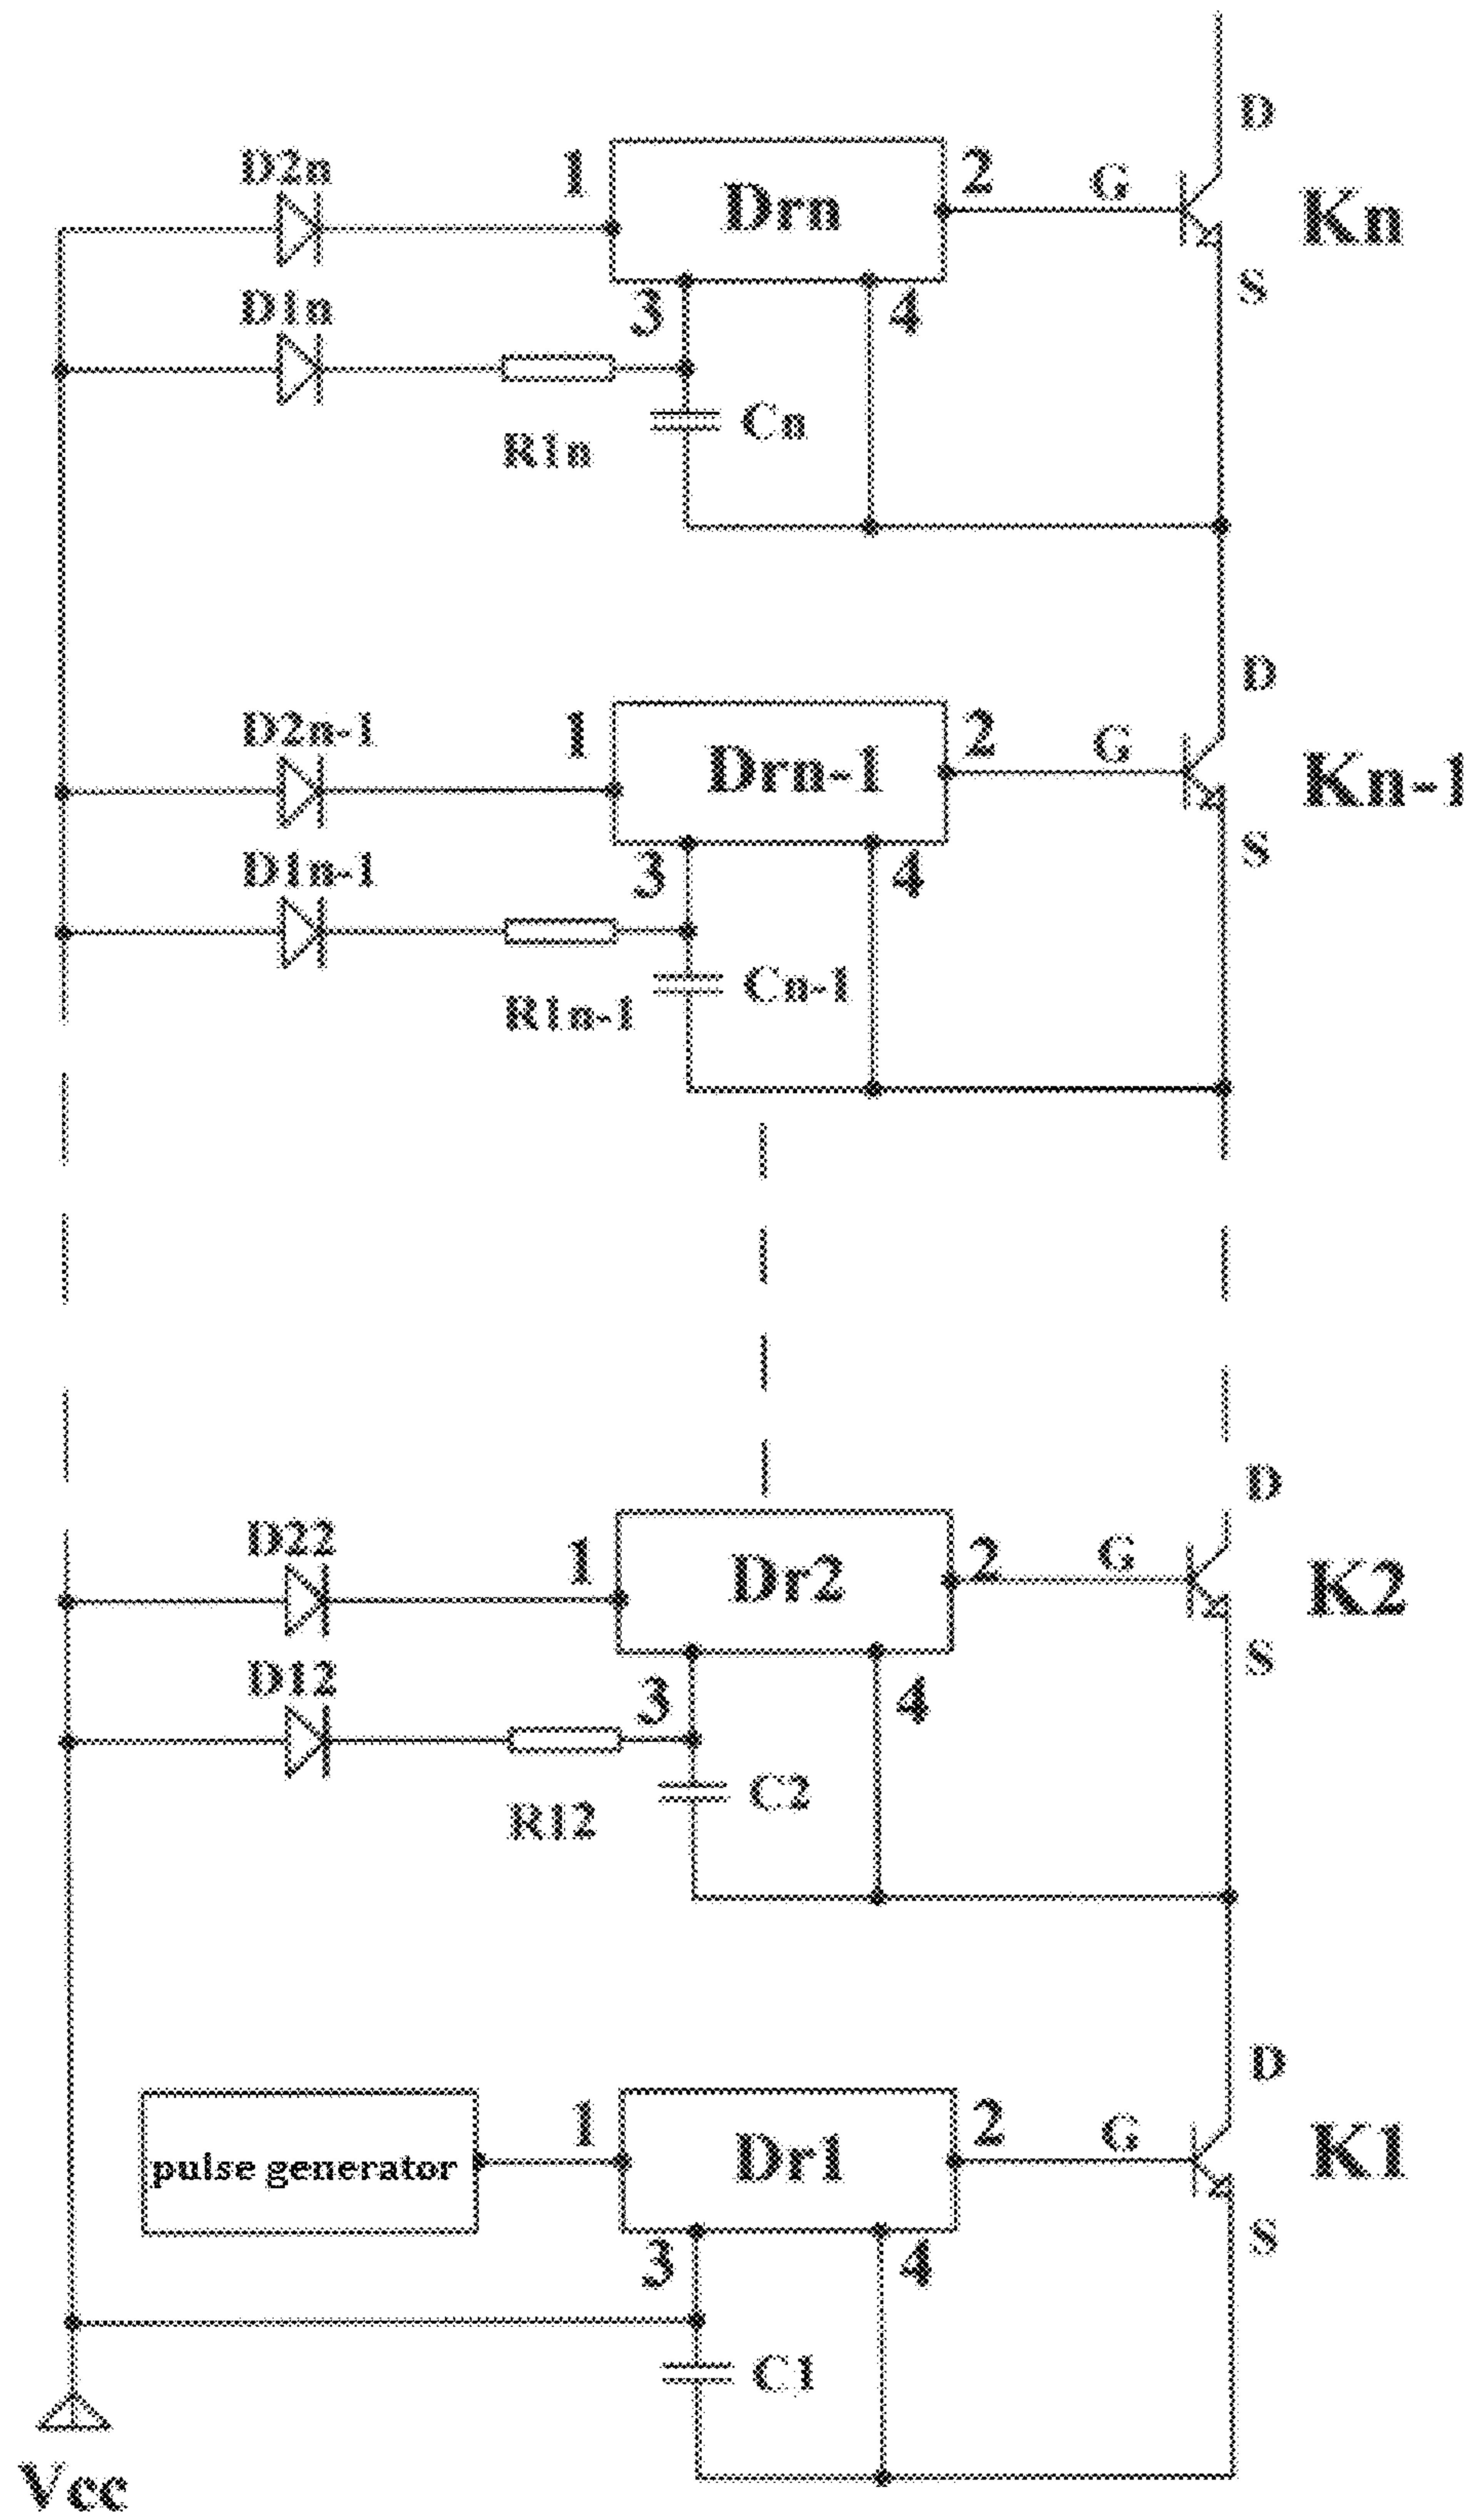 D
D2n
1
Drn
2
G
Kn
D1n
3
4
S
R1n
Cn
D
D2n-1
1
Drn-1
2
G
Kn-1
D1n-1
3
4
S
R1n-1
Cn-1
D
D22
1
Dr2
2
G
K2
D12
3
4
S
R12
C2
D
pulse generator
1
Dr1
2
G
K1
3
4
S
C1
Vcc